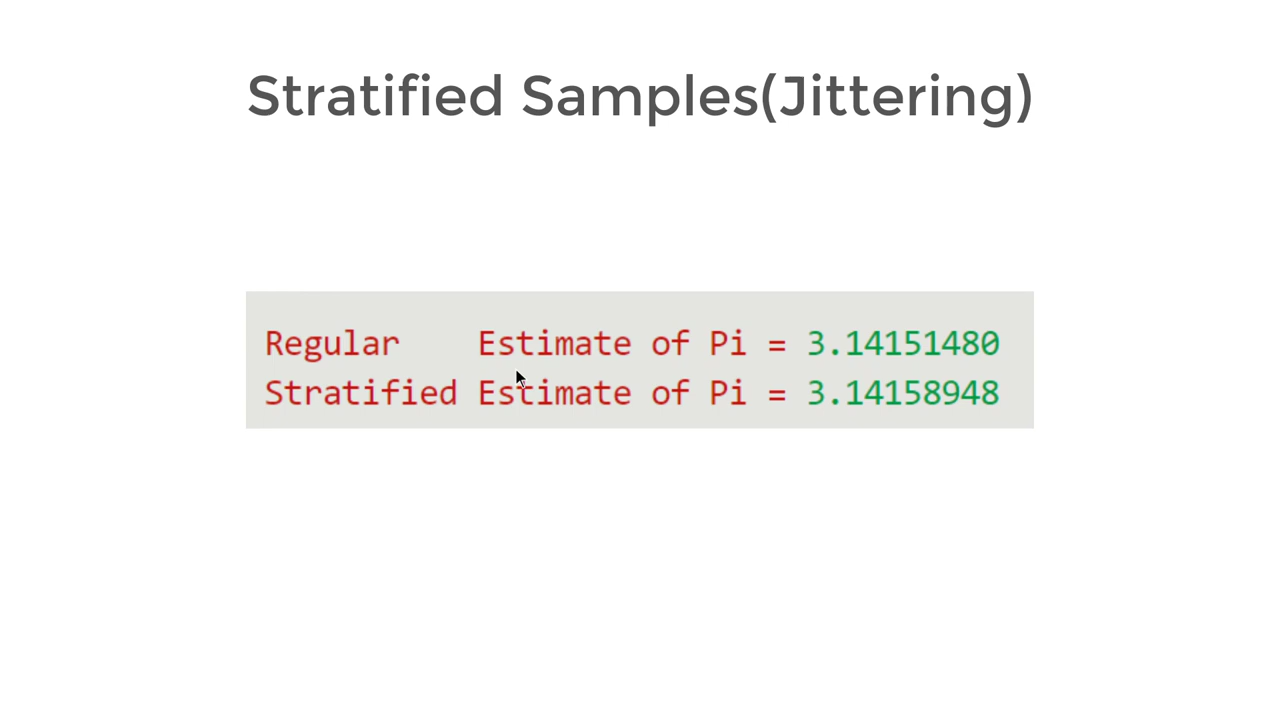 Stratified Samples(Jittering)
Regular    Estimate of Pi = 3.14151480
Stratified Estimate of Pi = 3.14158948